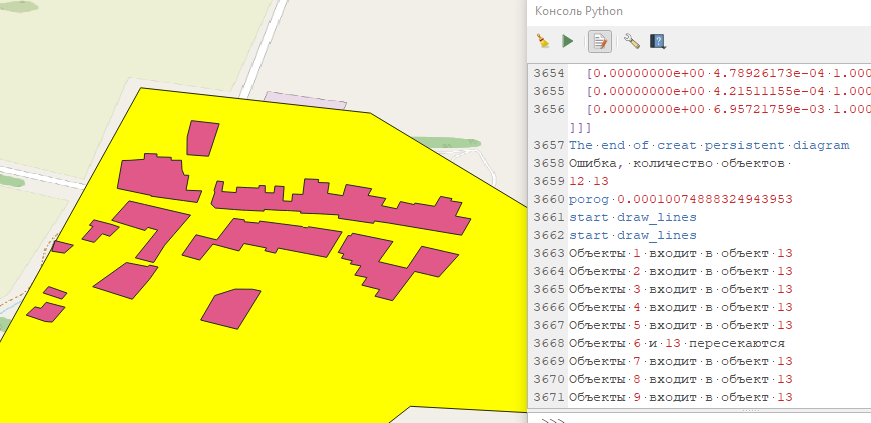 Консоль Python
3654 [0.00000000e+00 4.78926173e-04 1.000
3655 [0.00000000e+00 4.21511155e-04 1.000
3656 [0.00000000e+00 6.95721759e-03 1.000
]]]
3657 The end of creat persistent diagram
3658 Ошибка, количество объектов
3659 12 13
3660 porog 0.00010074888324943953
3661 start draw_lines
3662 start draw_lines
3663 Объекты 1 входит в объект 13
3664 Объекты 2 входит в объект 13
3665 Объекты 3 входит в объект 13
3666 Объекты 4 входит в объект 13
3667 Объекты 5 входит в объект 13
3668 Объекты 6 и 13 пересекаются
3669 Объекты 7 входит в объект 13
3670 Объекты 8 входит в объект 13
3671 Объекты 9 входит в объект 13
>>>